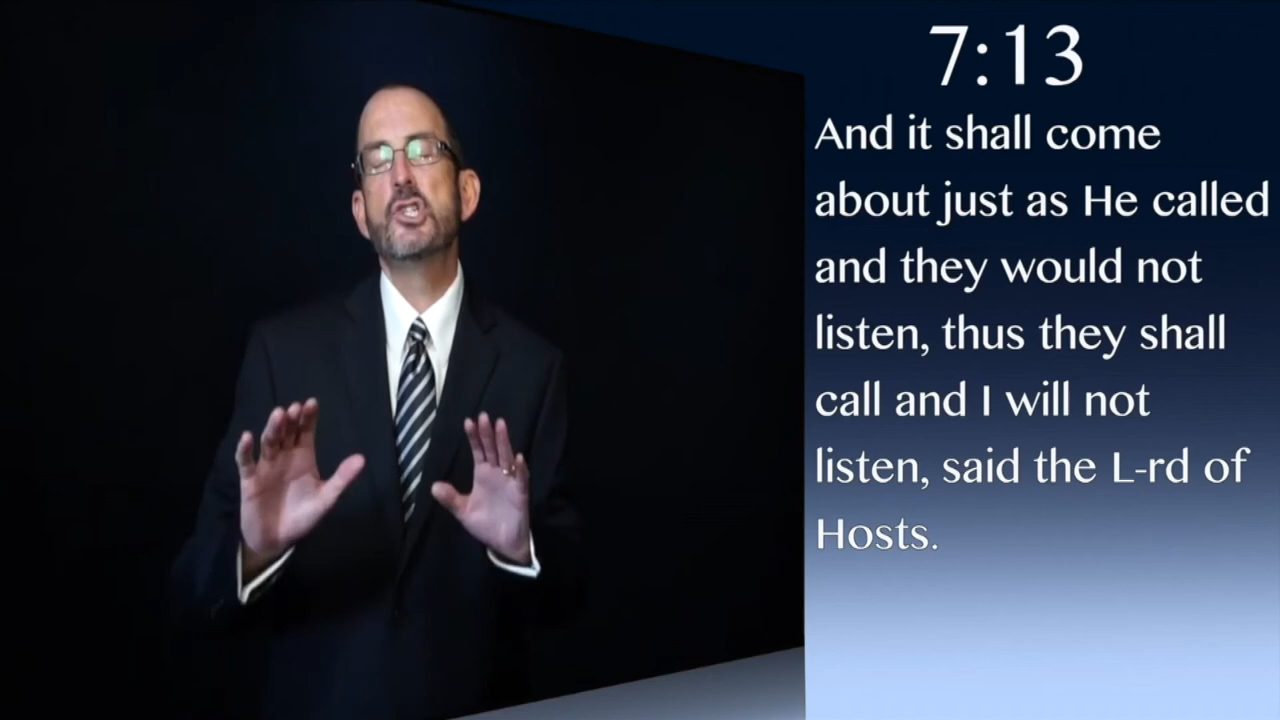 7:13
And it shall come
about just as He called
and they would not
listen, thus they shall
call and I will not
listen, said the L-rd of
Hosts.